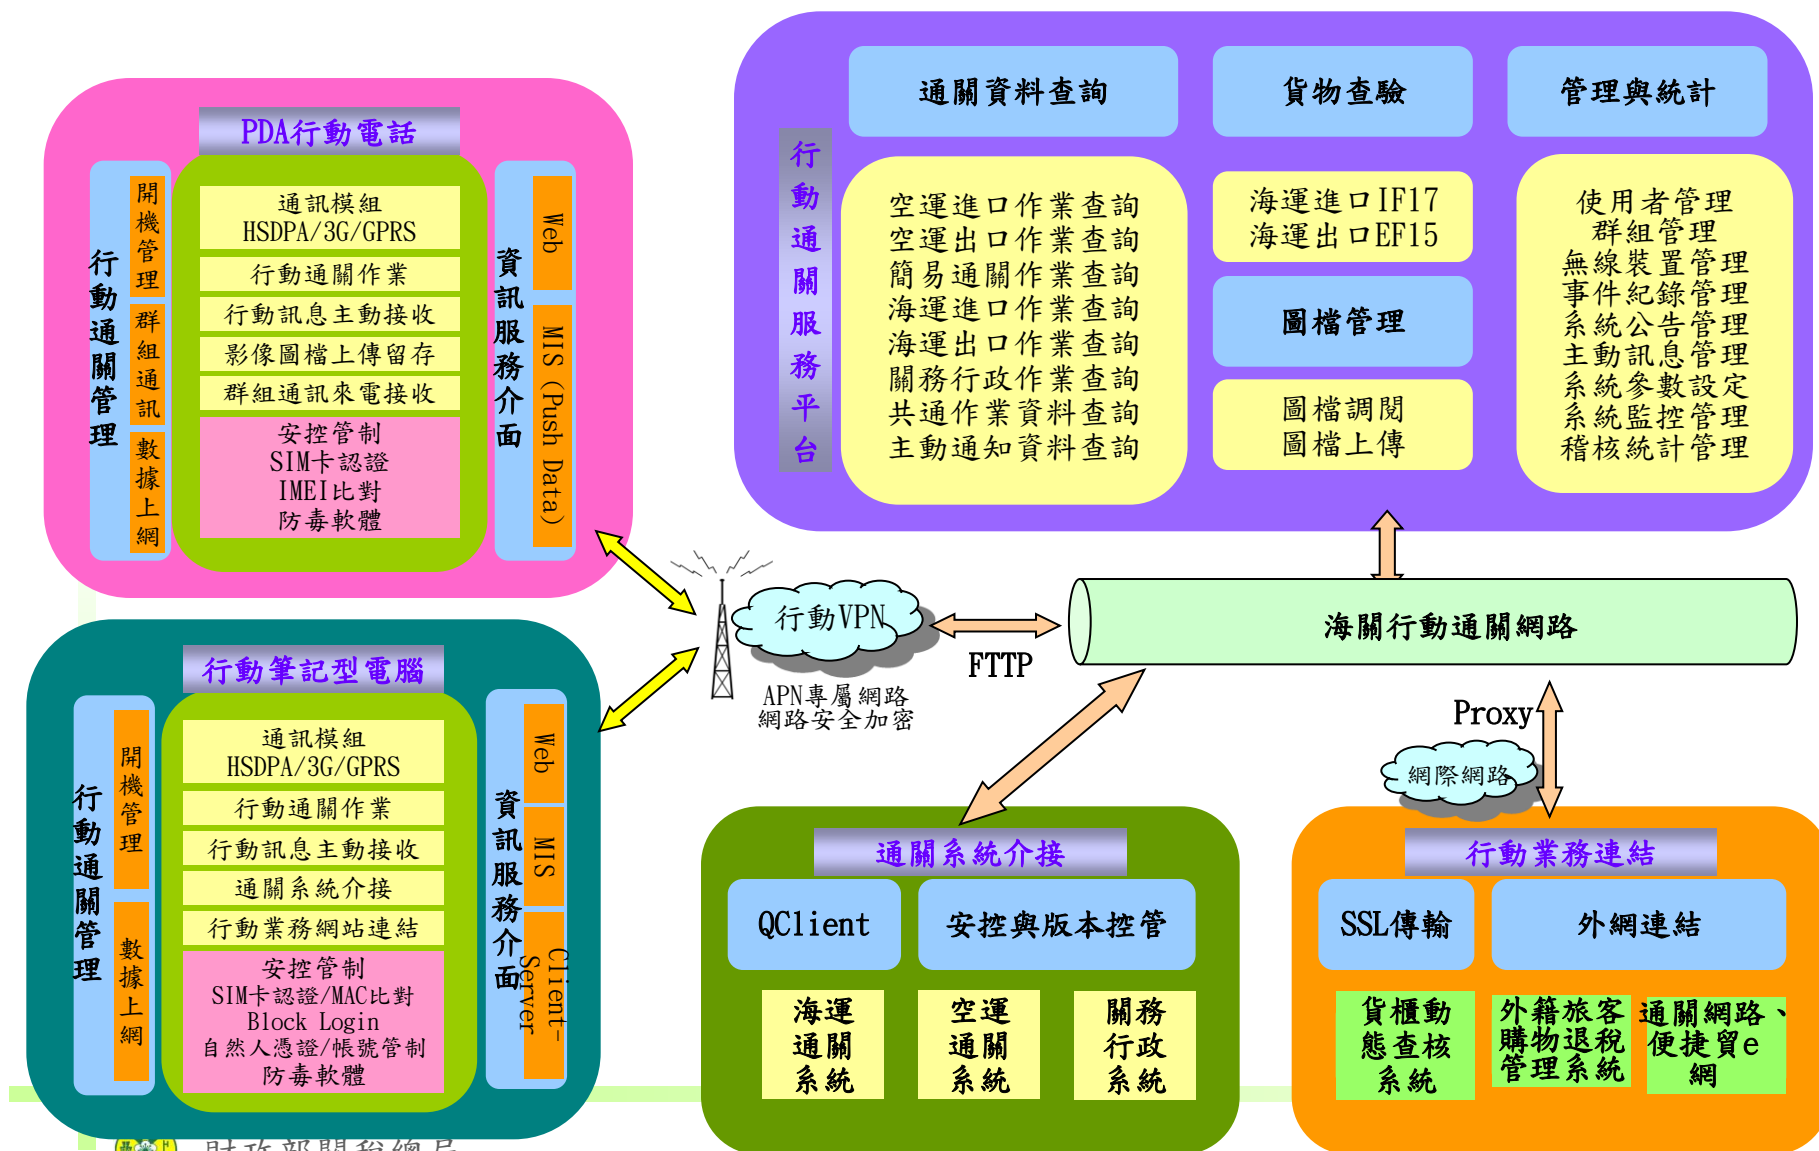 PDA行動電話
行動通關管理
開機管理
群組通訊
數據上網
通訊模組
HSDPA/3G/GPRS
行動通關作業
行動訊息主動接收
影像圖檔上傳留存
群組通訊來電接收
安控管制
SIM卡認證
IMEI比對
防毒軟體
資訊服務介面
Web
MIS (Push Data)
行動筆記型電腦
行動通關管理
開機管理
數據上網
通訊模組
HSDPA/3G/GPRS
行動通關作業
行動訊息主動接收
通關系統介接
行動業務網站連結
安控管制
SIM卡認證/MAC比對
Block Login
自然人憑證/帳號管制
防毒軟體
資訊服務介面
Web
MIS
Client-
Server
行動VPN
APN專屬網路
網路安全加密
FTTP
行動通關服務平台
通關資料查詢
空運進口作業查詢
空運出口作業查詢
簡易通關作業查詢
海運進口作業查詢
海運出口作業查詢
關務行政作業查詢
共通作業資料查詢
主動通知資料查詢
貨物查驗
海運進口IF17
海運出口EF15
圖檔管理
圖檔調閱
圖檔上傳
管理與統計
使用者管理
群組管理
無線裝置管理
事件紀錄管理
系統公告管理
主動訊息管理
系統參數設定
系統監控管理
稽核統計管理
海關行動通關網路
Proxy
網際網路
通關系統介接
QClient
安控與版本控管
海運
通關
系統
空運
通關
系統
關務
行政
系統
行動業務連結
SSL傳輸
外網連結
貨櫃動
態查核
系統
外籍旅客
購物退稅
管理系統
通關網路、
便捷貿e
網
財政部關稅總局